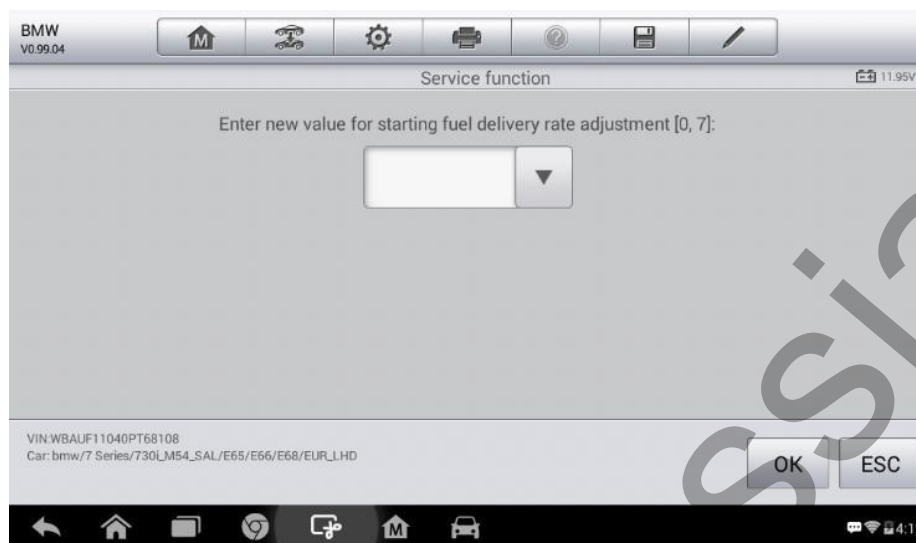 BMW
V0.99.04
Service function
11.95V
Enter new value for starting fuel delivery rate adjustment [0, 7]:
VIN:WBAUF11040PT68108
Car: bmw/7 Series/730i_M54_SAL/E65/E66/E68/EUR_LHD
OK
ESC